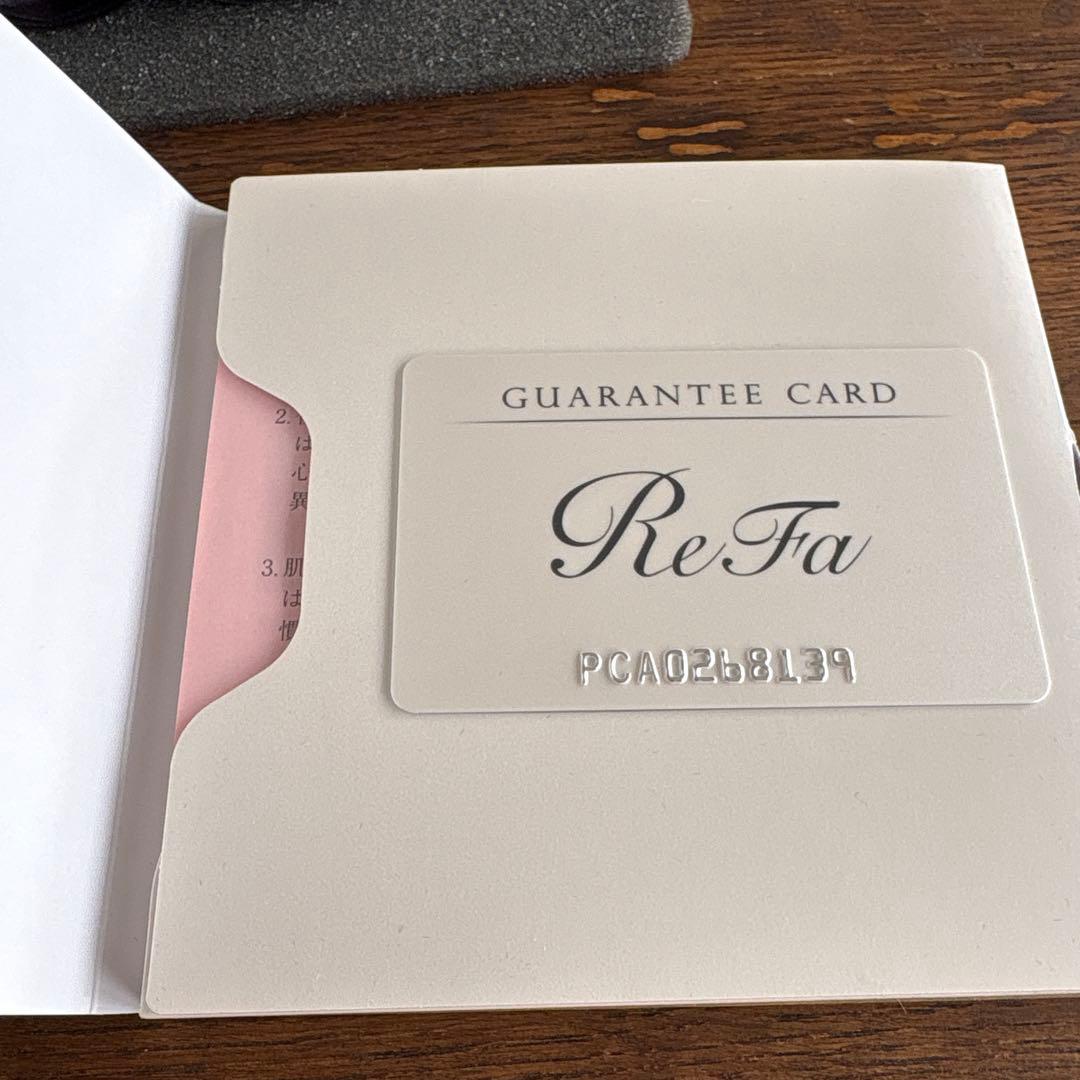 GUARANTEE CARD
ReFa
PCA0268139
2.
は
心
異
3. 肌
は
慣